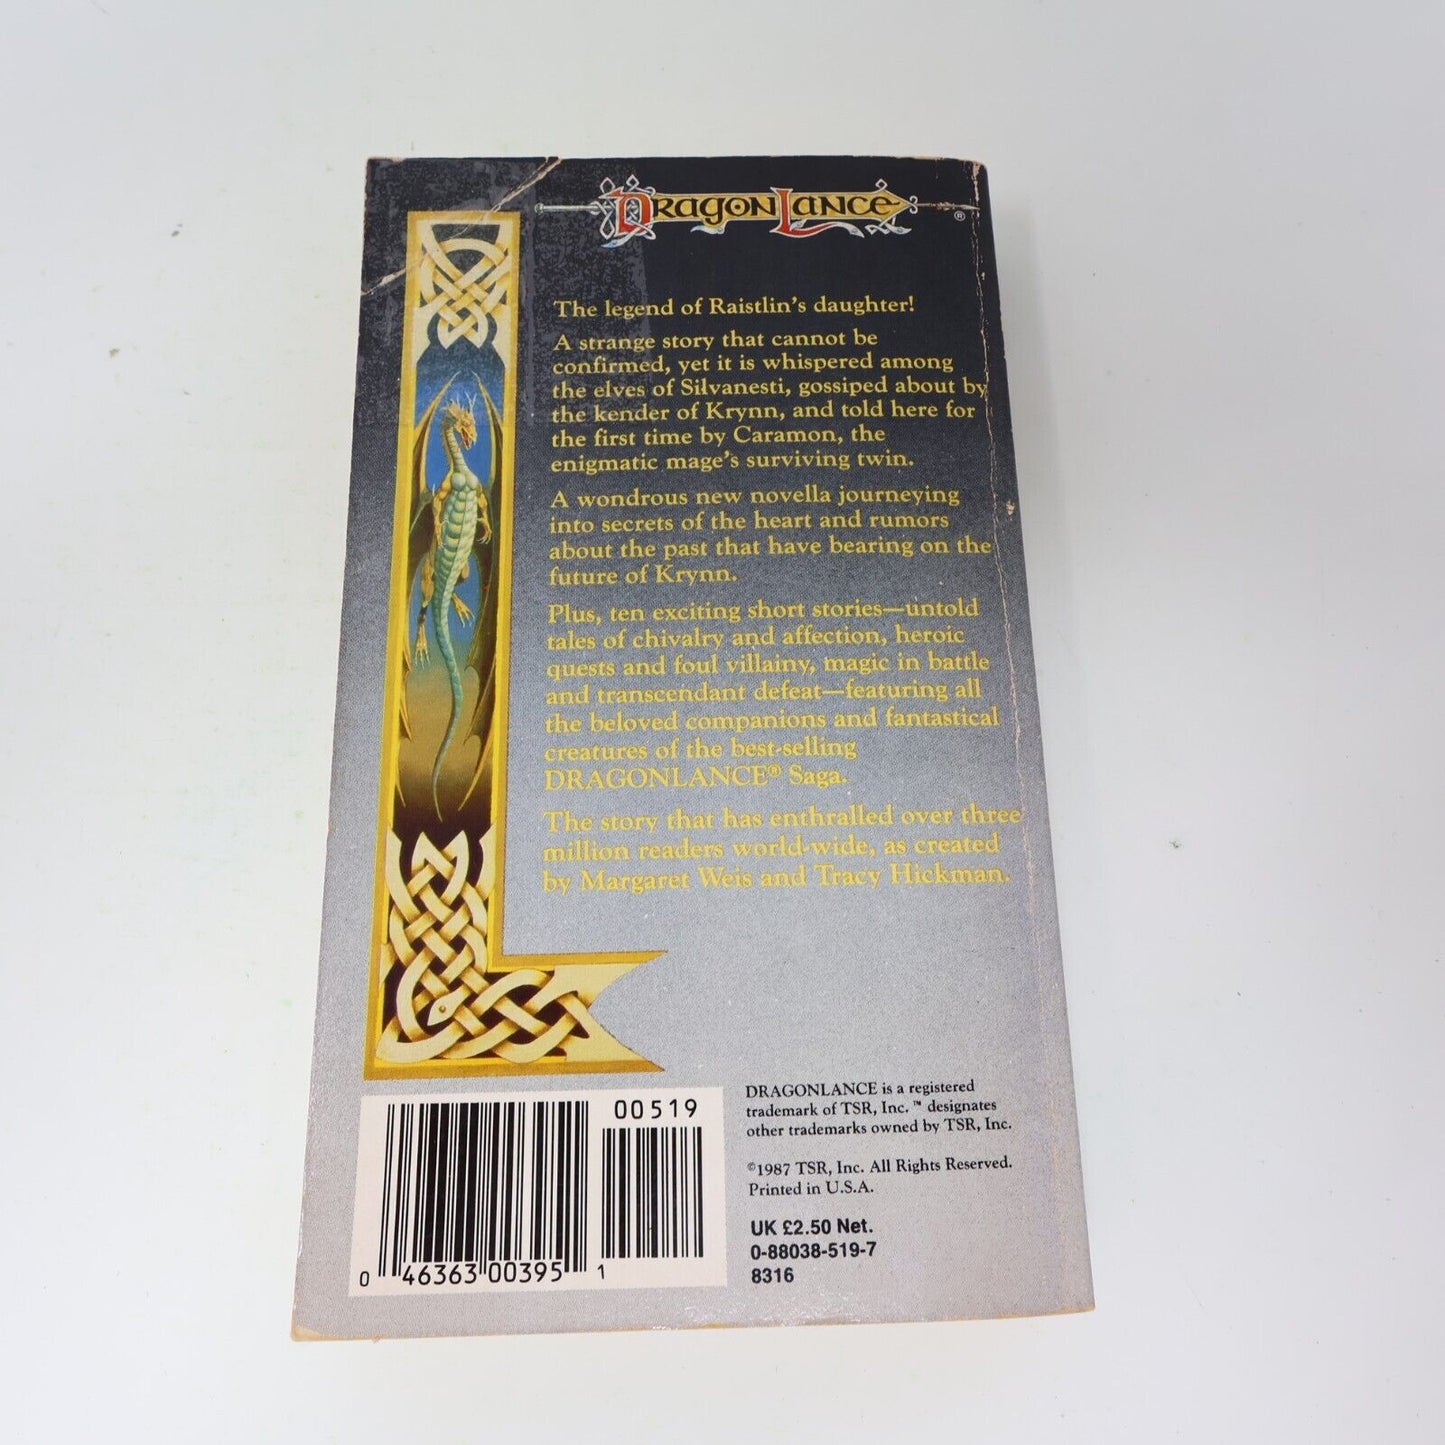 DRAGONLANCE ®
The legend of Raistlin's daughter!
A strange story that cannot be
confirmed, yet it is whispered among
the elves of Silvanesti, gossiped about by
the kender of Krynn, and told here for
the first time by Caramon, the
enigmatic mage's surviving twin.
A wondrous new novella journeying
into secrets of the heart and rumors
about the past that have bearing on the
future of Krynn.
Plus, ten exciting short stories—untold
tales of chivalry and affection, heroic
quests and foul villainy, magic in battle
and transcendant defeat—featuring all
the beloved companions and fantastical
creatures of the best-selling
DRAGONLANCE® Saga.
The story that has enthralled over three
million readers world-wide, as created
by Margaret Weis and Tracy Hickman.
DRAGONLANCE is a registered
trademark of TSR, Inc. ™ designates
other trademarks owned by TSR, Inc.
©1987 TSR, Inc. All Rights Reserved.
Printed in U.S.A.
UK £2.50 Net.
0-88038-519-7
8316
00519
0 46363 00395 1